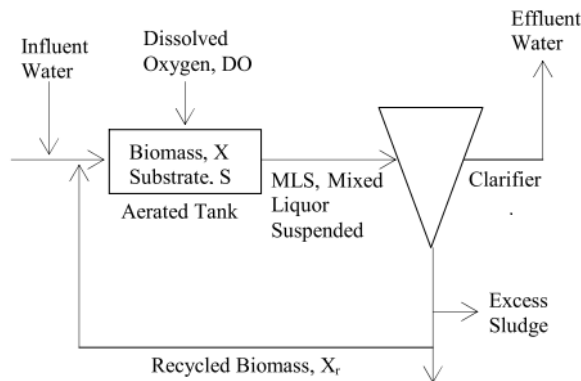 Influent
Water
Dissolved
Oxygen, DO
Effluent
Water
Biomass, X
Substrate. S
Aerated Tank
MLS, Mixed
Liquor
Suspended
Clarifier
.
Excess
Sludge
Recycled Biomass, Xᵣ